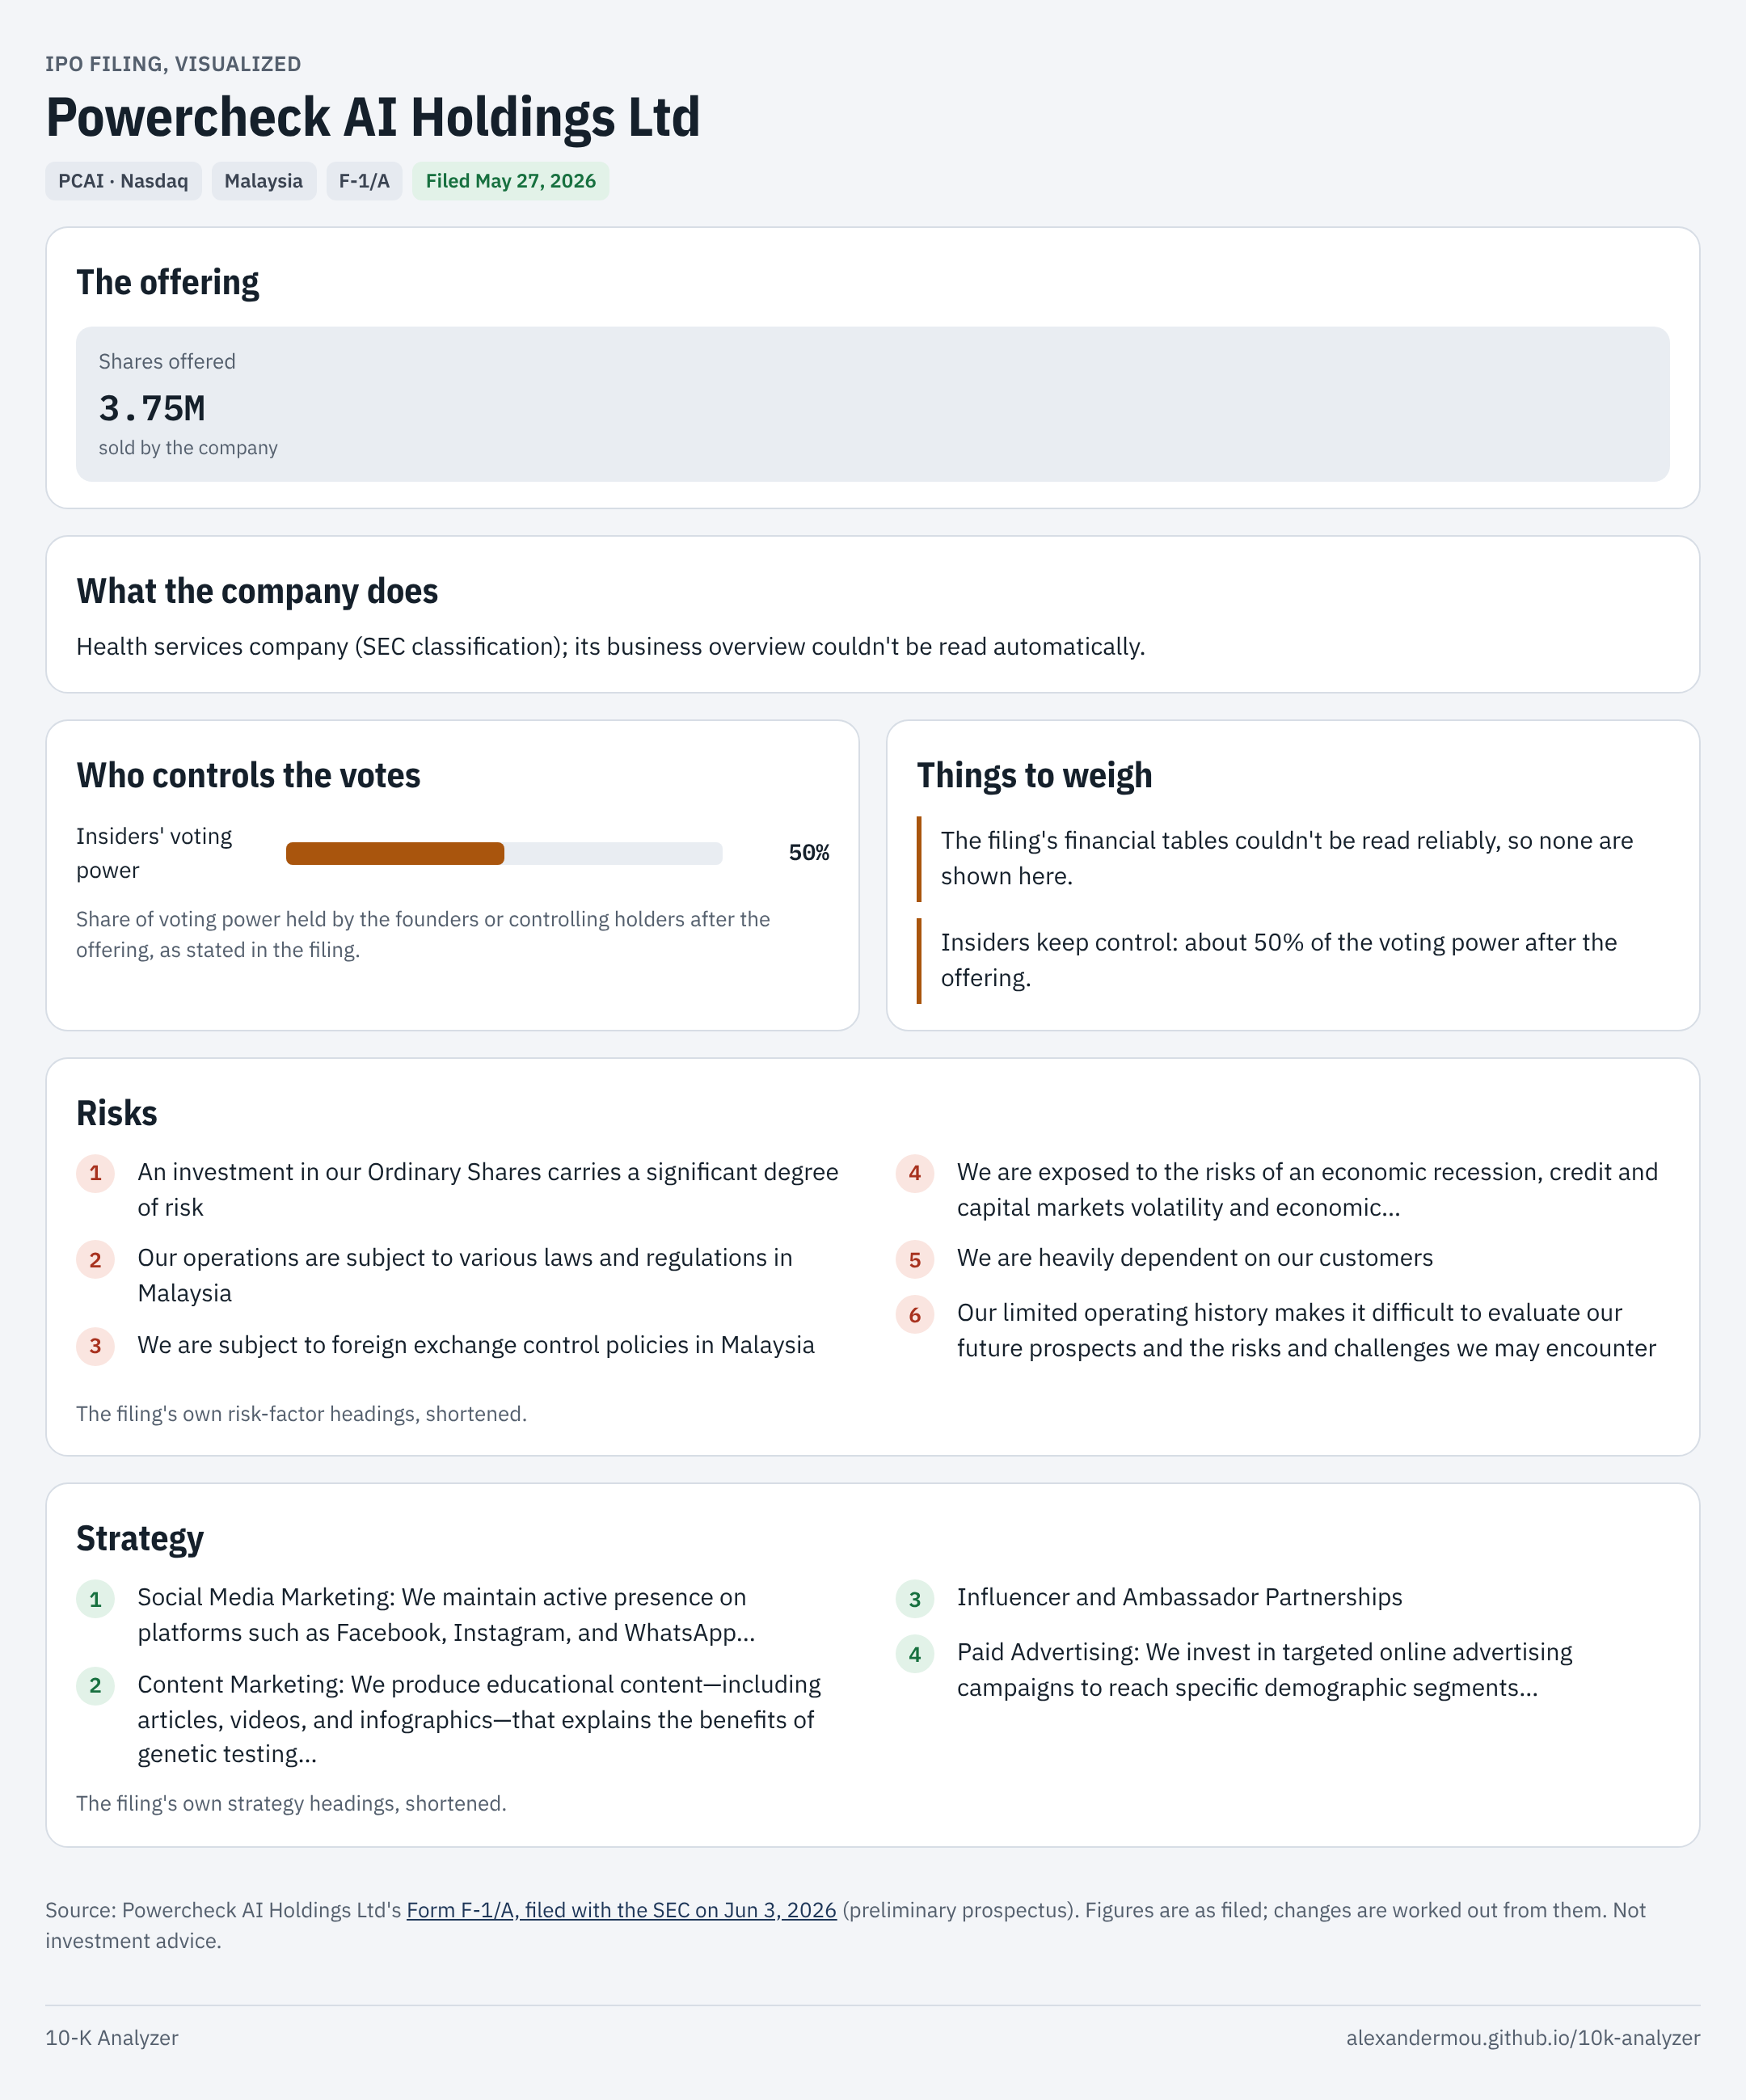 IPO FILING, VISUALIZED
Powercheck AI Holdings Ltd
PCAI · Nasdaq
Malaysia
F-1/A
Filed May 27, 2026
The offering
Shares offered
3.75M
sold by the company
What the company does
Health services company (SEC classification); its business overview couldn't be read automatically.
Who controls the votes
Insiders' voting
power
50%
Share of voting power held by the founders or controlling holders after the
offering, as stated in the filing.
Things to weigh
The filing's financial tables couldn't be read reliably, so none are
shown here.
Insiders keep control: about 50% of the voting power after the
offering.
Risks
1 An investment in our Ordinary Shares carries a significant degree
of risk
2 Our operations are subject to various laws and regulations in
Malaysia
3 We are subject to foreign exchange control policies in Malaysia
4 We are exposed to the risks of an economic recession, credit and
capital markets volatility and economic...
5 We are heavily dependent on our customers
6 Our limited operating history makes it difficult to evaluate our
future prospects and the risks and challenges we may encounter
The filing's own risk-factor headings, shortened.
Strategy
1 Social Media Marketing: We maintain active presence on
platforms such as Facebook, Instagram, and WhatsApp...
2 Content Marketing: We produce educational content—including
articles, videos, and infographics—that explains the benefits of
genetic testing...
3 Influencer and Ambassador Partnerships
4 Paid Advertising: We invest in targeted online advertising
campaigns to reach specific demographic segments...
The filing's own strategy headings, shortened.
Source: Powercheck AI Holdings Ltd's Form F-1/A, filed with the SEC on Jun 3, 2026 (preliminary prospectus). Figures are as filed; changes are worked out from them. Not
investment advice.
10-K Analyzer
alexandermou.github.io/10k-analyzer